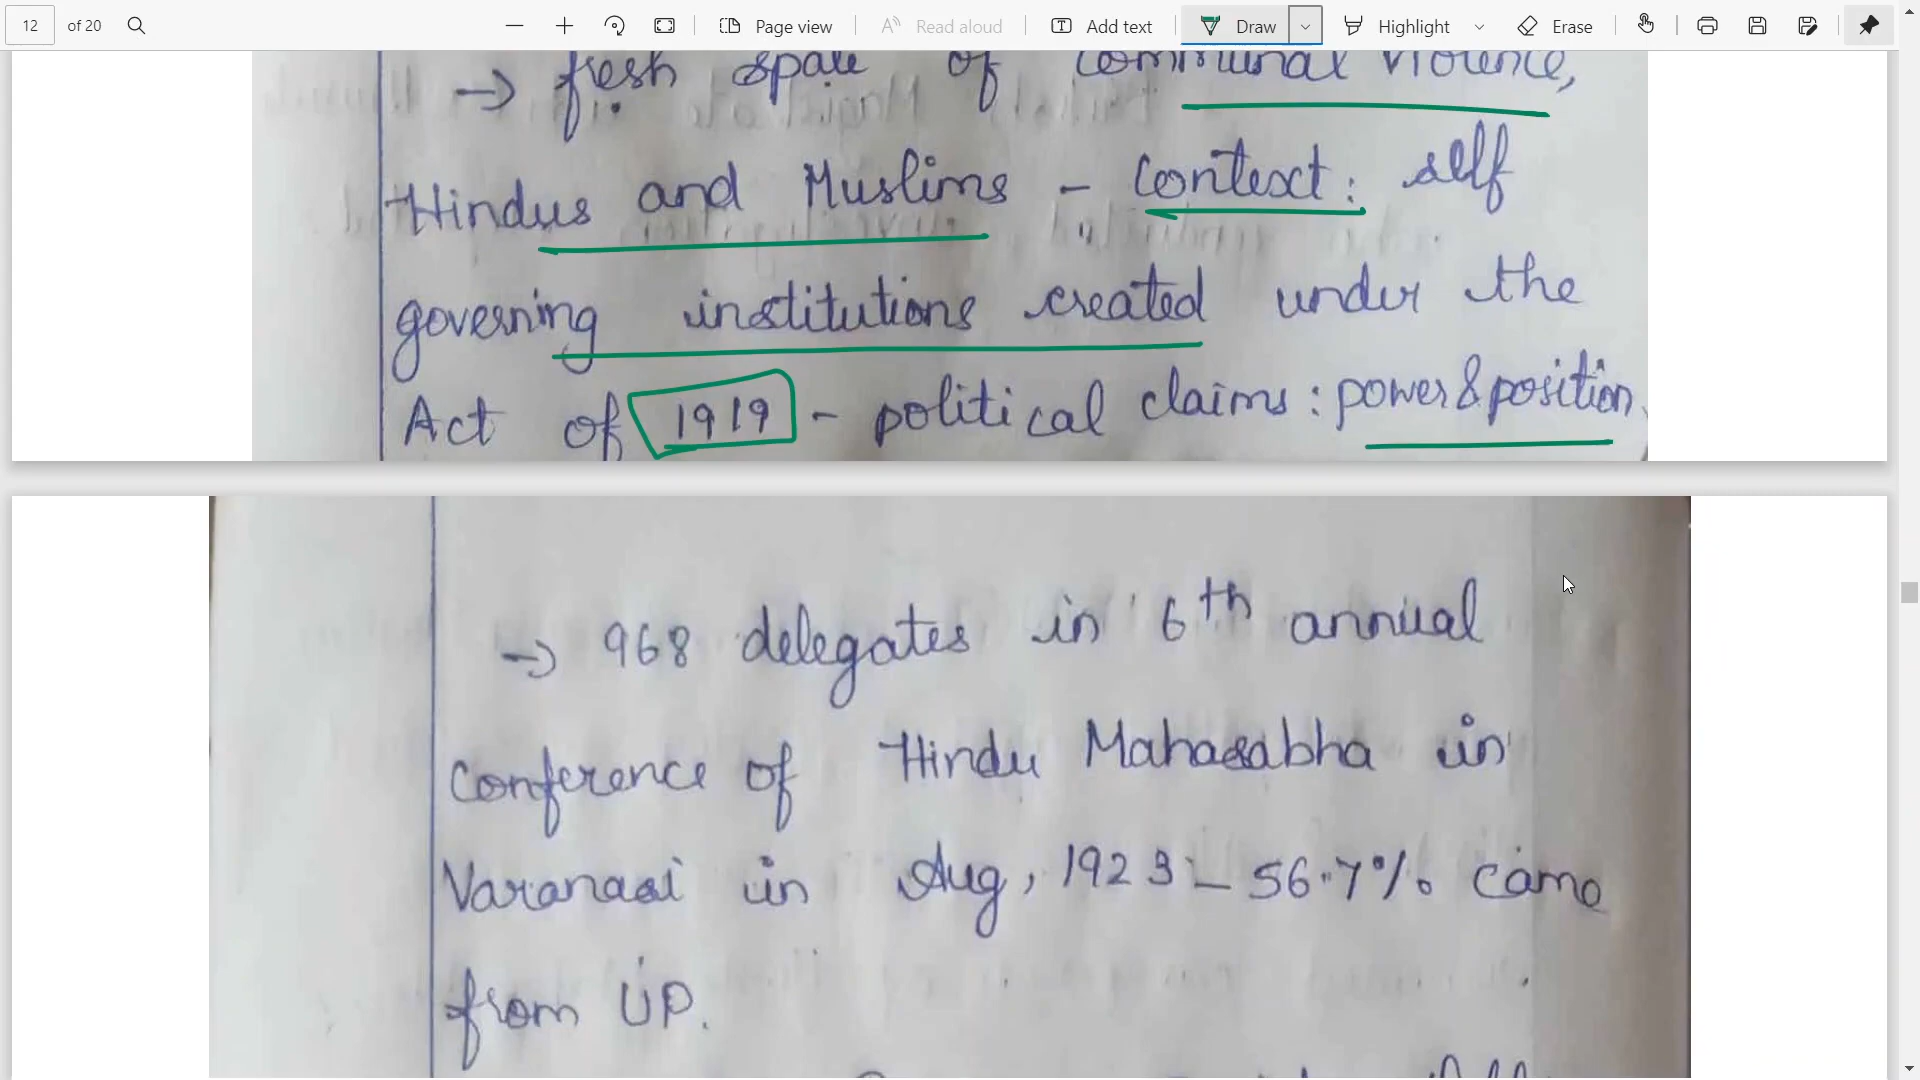 12 of 20 Page view Read aloud Add text Draw Highlight Erase
→ fresh spate of communal violence,
Hindus and Muslims - Context: self
governing institutions created under the
Act of 1919 - political claims: power & position
→ 968 delegates in 6th annual
Conference of Hindu Mahasabha in
Varanasi in Aug, 1923 - 56.7% came
from UP.